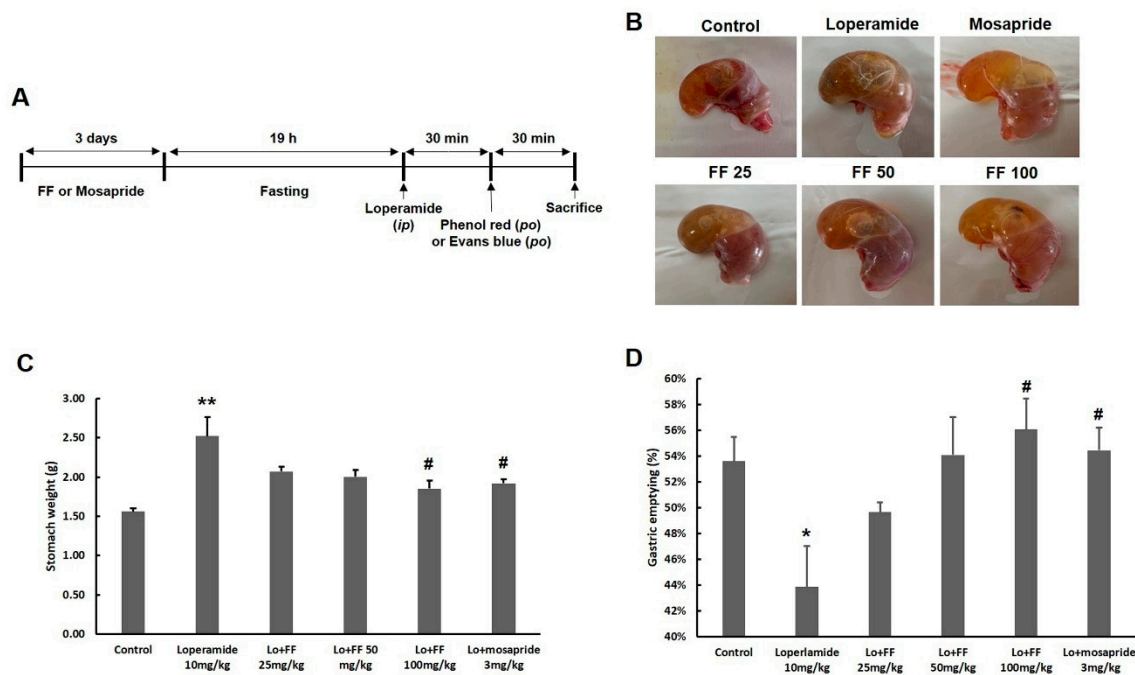 A
3 days
19 h
30 min
30 min
FF or Mosapride
Fasting
Loperamide
(ip)
Phenol red (po)
or Evans blue (po)
Sacrifice
B
Control
Loperamide
Mosapride
FF 25
FF 50
FF 100
C
Stomach weight (g)
3.00
2.50
2.00
1.50
1.00
0.50
0.00
**
#
#
Control
Loperamide
10mg/kg
Lo+FF
25mg/kg
Lo+FF 50
mg/kg
Lo+FF
100mg/kg
Lo+mosapride
3mg/kg
D
Gastric emptying (%)
60%
58%
56%
54%
52%
50%
48%
46%
44%
42%
40%
*
#
#
Control
Loperlamide
10mg/kg
Lo+FF
25mg/kg
Lo+FF
50mg/kg
Lo+FF
100mg/kg
Lo+mosapride
3mg/kg